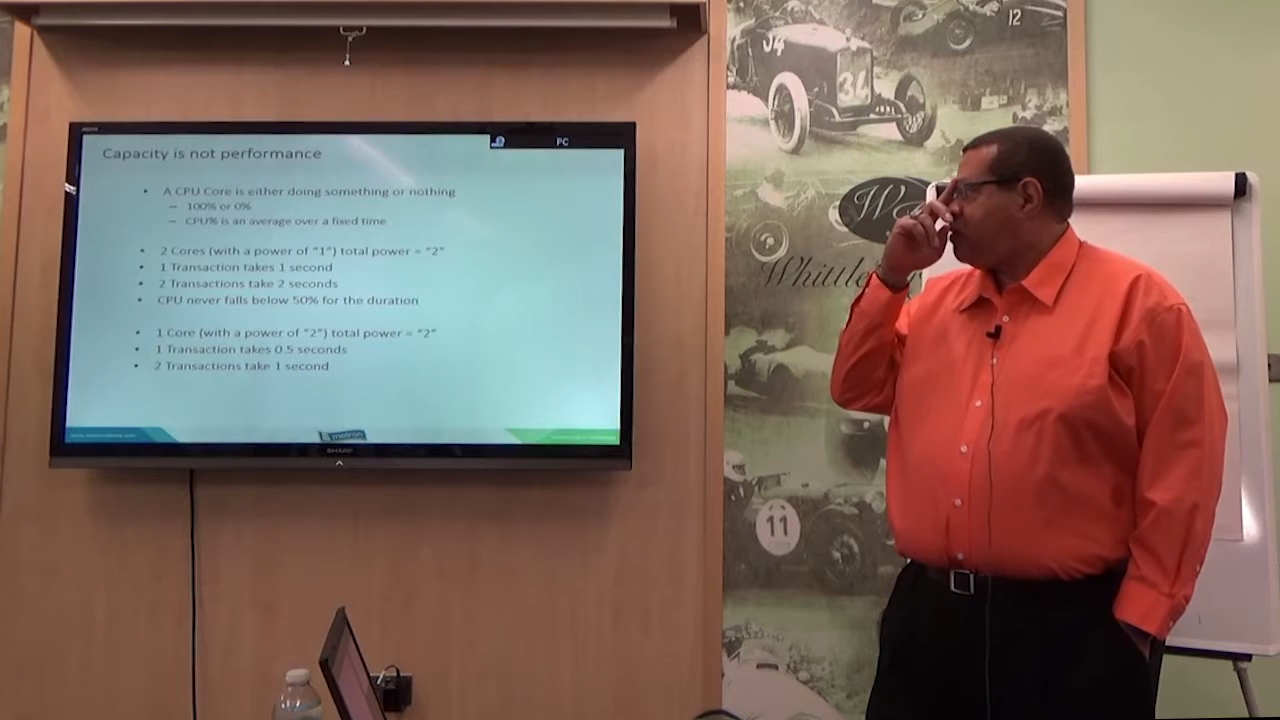 34
34
12
PC
Capacity is not performance
• A CPU Core is either doing something or nothing
– 100% or 0%
– CPU% is an average over a fixed time
• 2 Cores (with a power of “1”) total power = “2”
• 1 Transaction takes 1 second
• 2 Transactions take 2 seconds
• CPU never falls below 50% for the duration
• 1 Core (with a power of “2”) total power = “2”
• 1 Transaction takes 0.5 seconds
• 2 Transactions take 1 second
metron
SHARP
Whittle
11